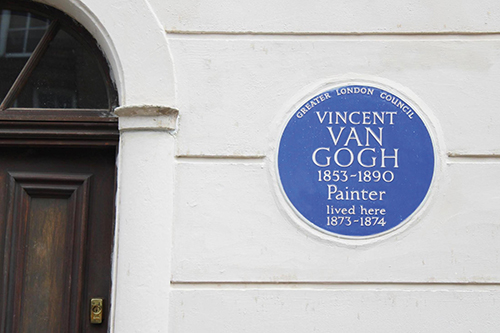 GREATER LONDON COUNCIL
VINCENT
VAN
GOGH
1853-1890
Painter
lived here
1873-1874